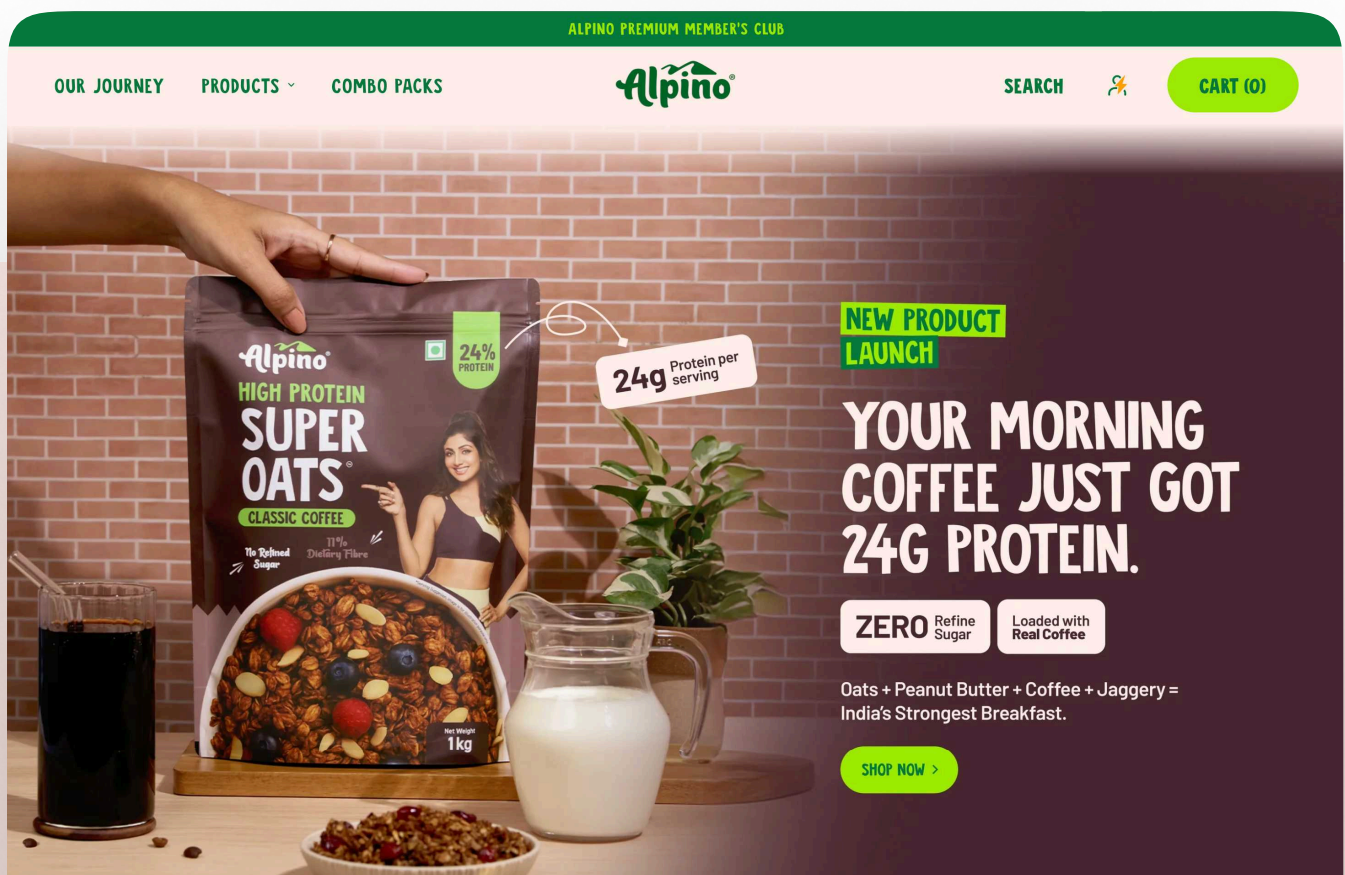 ALPINO PREMIUM MEMBER'S CLUB
OUR JOURNEY
PRODUCTS
COMBO PACKS
Alpino®
SEARCH
CART (0)
Alpino®
24%
PROTEIN
HIGH PROTEIN
SUPER
OATS™
CLASSIC COFFEE
No Refined
Sugar
11%
Dietary Fibre
Net Weight
1kg
24g Protein per
serving
NEW PRODUCT
LAUNCH
YOUR MORNING
COFFEE JUST GOT
24G PROTEIN.
ZERO Refine
Sugar
Loaded with
Real Coffee
Oats + Peanut Butter + Coffee + Jaggery =
India's Strongest Breakfast.
SHOP NOW